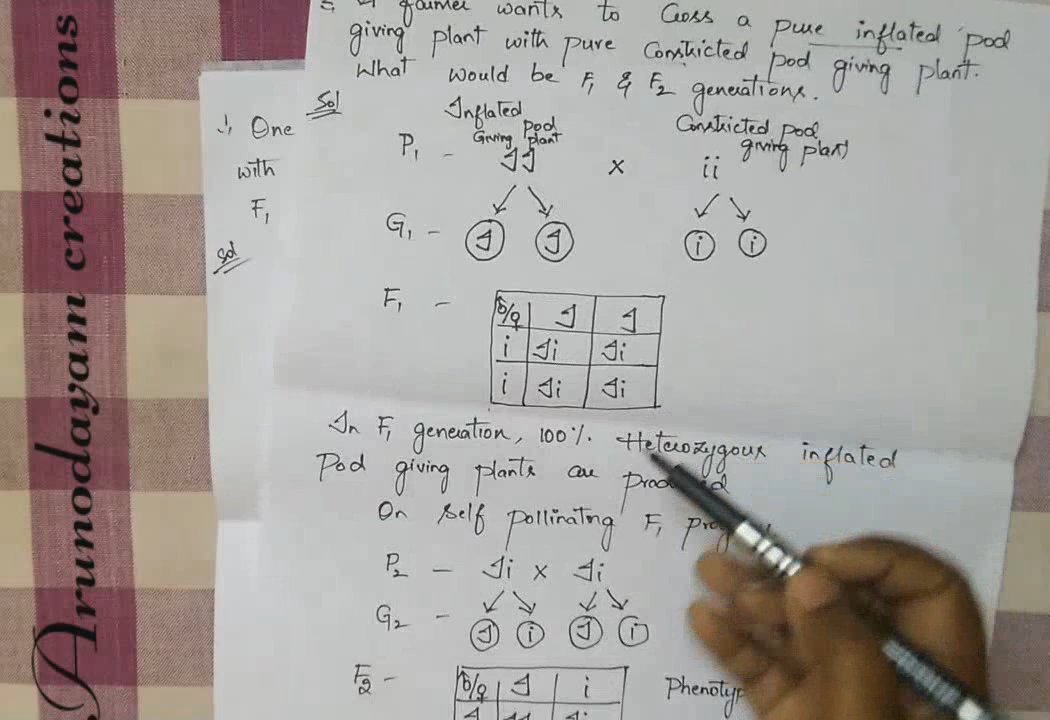 farmer wants to Cross a pure inflated pod
giving plant with pure Constricted pod giving plant.
What would be F1 & F2 generations.
Sol
Inflated Pod
Giving plant
Constricted pod
giving plant
P1 - II x ii
G1 - I I i i
F1 -
♂/♀ I I
i Ii Ii
i Ii Ii
In F1 generation, 100%. Heterozygous inflated
Pod giving plants are
On Self pollinating F1
P2 - Ii x Ii
G2 - I i I i
F2 -
♂/♀ I i
Phenotyp
∴ One
with
F1
Sol
Arunodayam creations